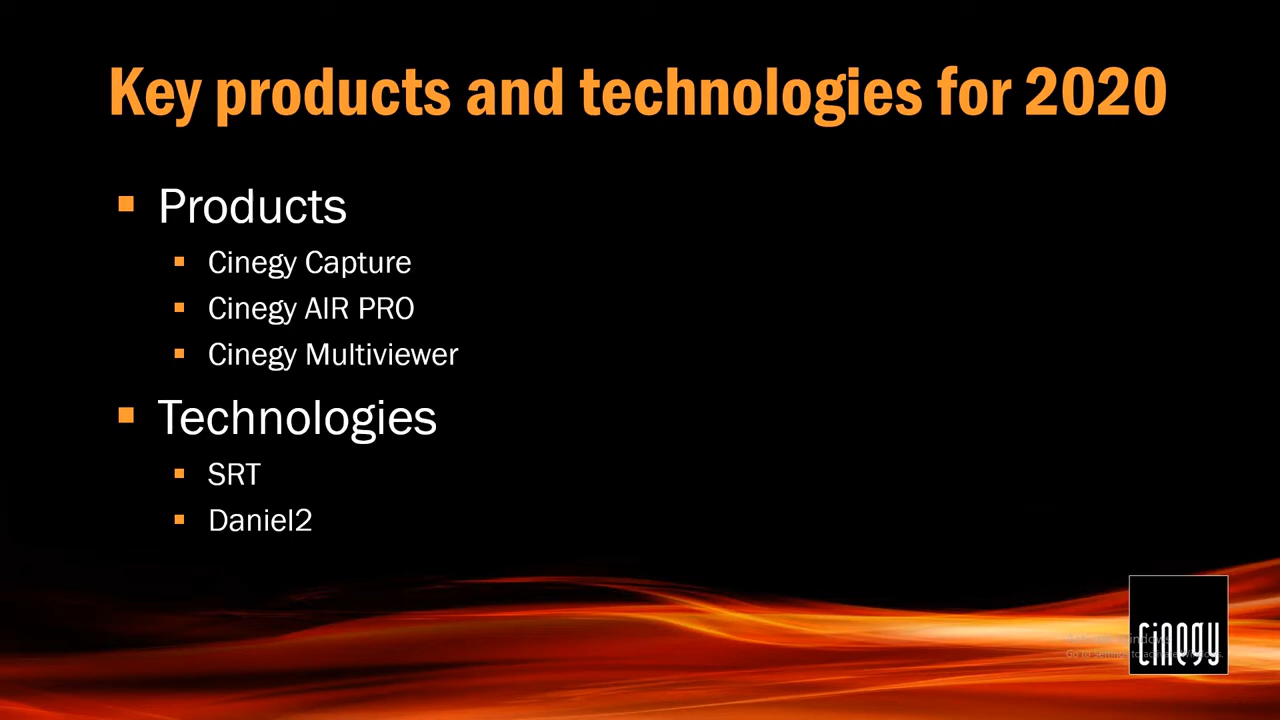 Key products and technologies for 2020
Products
Cinegy Capture
Cinegy AIR PRO
Cinegy Multiviewer
Technologies
SRT
Daniel2
cinegy